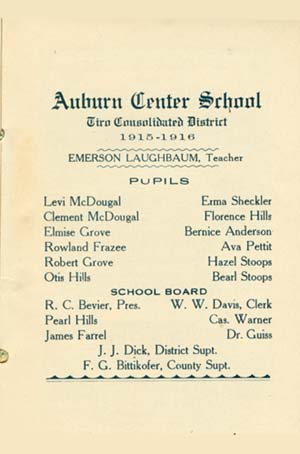 Auburn Center School
Tiro Consolidated District
1915-1916
EMERSON LAUGHBAUM, Teacher
PUPILS
Levi McDougal Erma Sheckler
Clement McDougal Florence Hills
Elmise Grove Bernice Anderson
Rowland Frazee Ava Pettit
Robert Grove Hazel Stoops
Otis Hills Bearl Stoops
SCHOOL BOARD
R. C. Bevier, Pres. W. W. Davis, Clerk
Pearl Hills Cas. Warner
James Farrel Dr. Guiss
J. J. Dick, District Supt.
F. G. Bittikofer, County Supt.